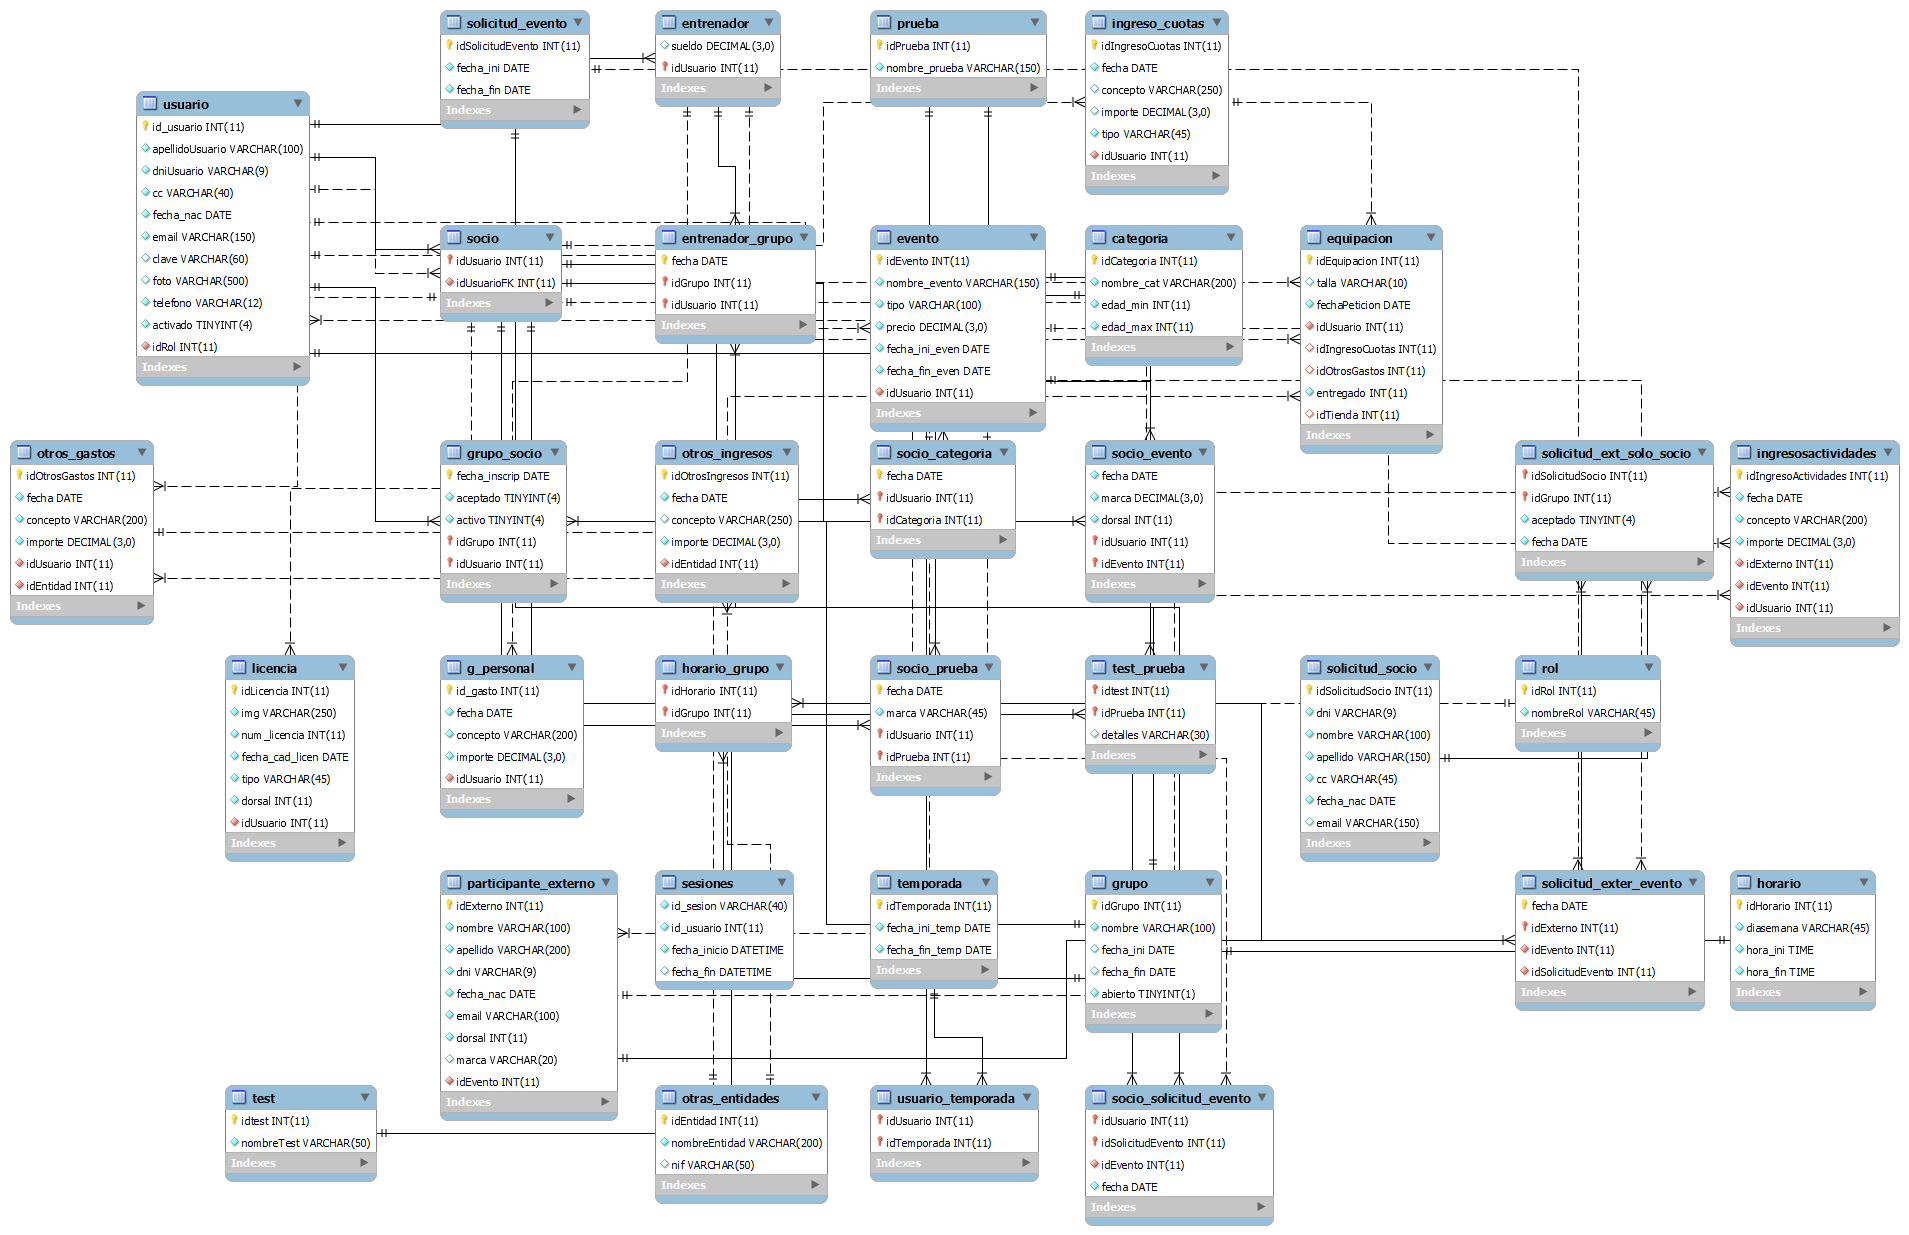 solicitud_evento
idSolicitudEvento INT(11)
fecha_ini DATE
fecha_fin DATE
Indexes
entrenador
sueldo DECIMAL(3,0)
idUsuario INT(11)
Indexes
prueba
idPrueba INT(11)
nombre_prueba VARCHAR(150)
Indexes
ingreso_cuotas
idIngresoCuotas INT(11)
fecha DATE
concepto VARCHAR(250)
importe DECIMAL(3,0)
tipo VARCHAR(45)
idUsuario INT(11)
Indexes
usuario
id_usuario INT(11)
apellidoUsuario VARCHAR(100)
dniUsuario VARCHAR(9)
cc VARCHAR(40)
fecha_nac DATE
email VARCHAR(150)
clave VARCHAR(60)
foto VARCHAR(500)
telefono VARCHAR(12)
activado TINYINT(4)
idRol INT(11)
Indexes
socio
idUsuario INT(11)
idUsuarioFK INT(11)
Indexes
entrenador_grupo
fecha DATE
idGrupo INT(11)
idUsuario INT(11)
Indexes
evento
idEvento INT(11)
nombre_evento VARCHAR(150)
tipo VARCHAR(100)
precio DECIMAL(3,0)
fecha_ini_even DATE
fecha_fin_even DATE
idUsuario INT(11)
Indexes
categoria
idCategoria INT(11)
nombre_cat VARCHAR(200)
edad_min INT(11)
edad_max INT(11)
Indexes
equipacion
idEquipacion INT(11)
talla VARCHAR(10)
fechaPeticion DATE
idUsuario INT(11)
idIngresoCuotas INT(11)
idOtrosGastos INT(11)
entregado INT(11)
idTienda INT(11)
Indexes
otros_gastos
idOtrosGastos INT(11)
fecha DATE
concepto VARCHAR(200)
importe DECIMAL(3,0)
idUsuario INT(11)
idEntidad INT(11)
Indexes
grupo_socio
fecha_inscrip DATE
aceptado TINYINT(4)
activo TINYINT(4)
idGrupo INT(11)
idUsuario INT(11)
Indexes
otros_ingresos
idOtrosIngresos INT(11)
fecha DATE
concepto VARCHAR(250)
importe DECIMAL(3,0)
idEntidad INT(11)
Indexes
socio_categoria
fecha DATE
idUsuario INT(11)
idCategoria INT(11)
Indexes
socio_evento
fecha DATE
marca DECIMAL(3,0)
dorsal INT(11)
idUsuario INT(11)
idEvento INT(11)
Indexes
solicitud_ext_solo_socio
idSolicitudSocio INT(11)
idGrupo INT(11)
aceptado TINYINT(4)
fecha DATE
Indexes
ingresosactividades
idIngresoActividades INT(11)
fecha DATE
concepto VARCHAR(200)
importe DECIMAL(3,0)
idExterno INT(11)
idEvento INT(11)
idUsuario INT(11)
Indexes
licencia
idLicencia INT(11)
img VARCHAR(250)
num_licencia INT(11)
fecha_cad_licen DATE
tipo VARCHAR(45)
dorsal INT(11)
idUsuario INT(11)
Indexes
g_personal
id_gasto INT(11)
fecha DATE
concepto VARCHAR(200)
importe DECIMAL(3,0)
idUsuario INT(11)
Indexes
horario_grupo
idHorario INT(11)
idGrupo INT(11)
Indexes
socio_prueba
fecha DATE
marca VARCHAR(45)
idUsuario INT(11)
idPrueba INT(11)
Indexes
test_prueba
idtest INT(11)
idPrueba INT(11)
detalles VARCHAR(30)
Indexes
solicitud_socio
idSolicitudSocio INT(11)
dni VARCHAR(9)
nombre VARCHAR(100)
apellido VARCHAR(150)
cc VARCHAR(45)
fecha_nac DATE
email VARCHAR(150)
Indexes
rol
idRol INT(11)
nombreRol VARCHAR(45)
Indexes
participante_externo
idExterno INT(11)
nombre VARCHAR(100)
apellido VARCHAR(200)
dni VARCHAR(9)
fecha_nac DATE
email VARCHAR(100)
dorsal INT(11)
marca VARCHAR(20)
idEvento INT(11)
Indexes
sesiones
id_sesion VARCHAR(40)
id_usuario INT(11)
fecha_inicio DATETIME
fecha_fin DATETIME
Indexes
temporada
idTemporada INT(11)
fecha_ini_temp DATE
fecha_fin_temp DATE
Indexes
grupo
idGrupo INT(11)
nombre VARCHAR(100)
fecha_ini DATE
fecha_fin DATE
abierto TINYINT(1)
Indexes
solicitud_exter_evento
fecha DATE
idExterno INT(11)
idEvento INT(11)
idSolicitudEvento INT(11)
Indexes
horario
idHorario INT(11)
diasemana VARCHAR(45)
hora_ini TIME
hora_fin TIME
Indexes
test
idtest INT(11)
nombreTest VARCHAR(50)
Indexes
otras_entidades
idEntidad INT(11)
nombreEntidad VARCHAR(200)
nif VARCHAR(50)
Indexes
usuario_temporada
idUsuario INT(11)
idTemporada INT(11)
Indexes
socio_solicitud_evento
idUsuario INT(11)
idSolicitudEvento INT(11)
idEvento INT(11)
fecha DATE
Indexes